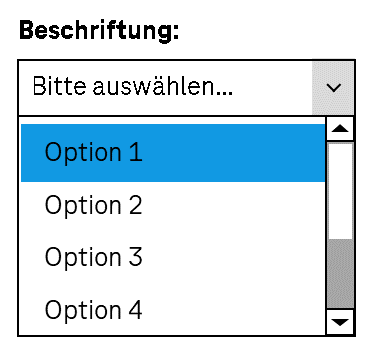 Beschriftung:
Bitte auswählen...
Option 1
Option 2
Option 3
Option 4